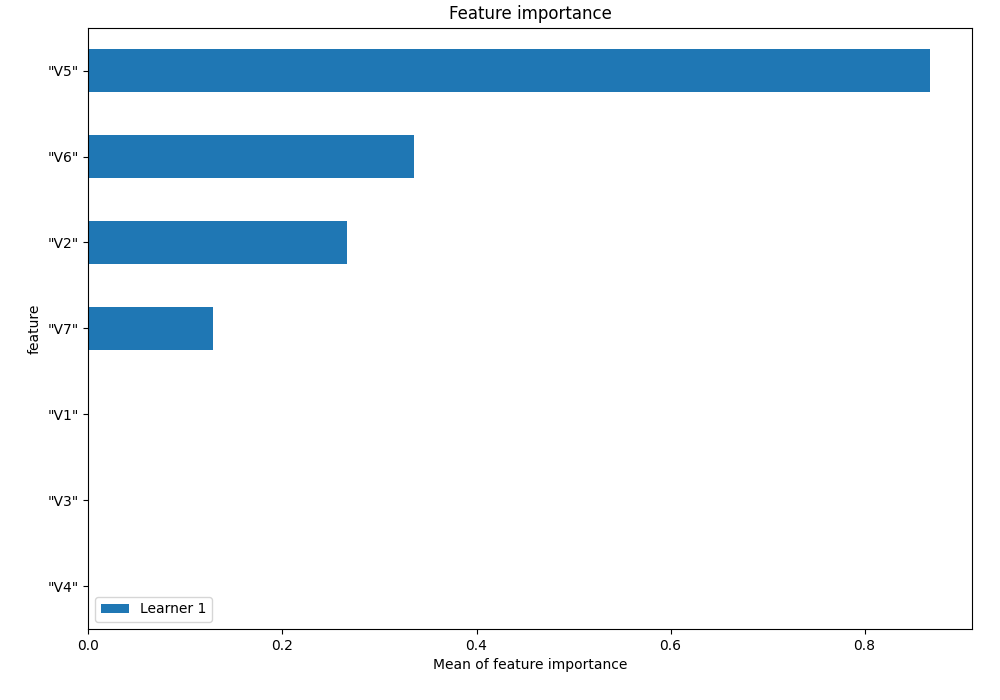 Feature importance
"V5"
"V6"
"V2"
"V7"
"V1"
"V3"
"V4"
feature
Learner 1
0.0 0.2 0.4 0.6 0.8
Mean of feature importance